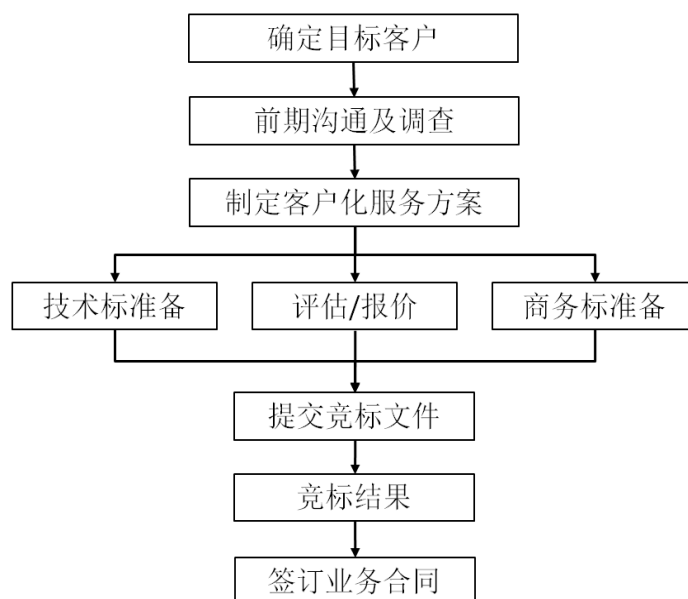 确定目标客户
前期沟通及调查
制定客户化服务方案
技术标准备
评估/报价
商务标准备
提交竞标文件
竞标结果
签订业务合同